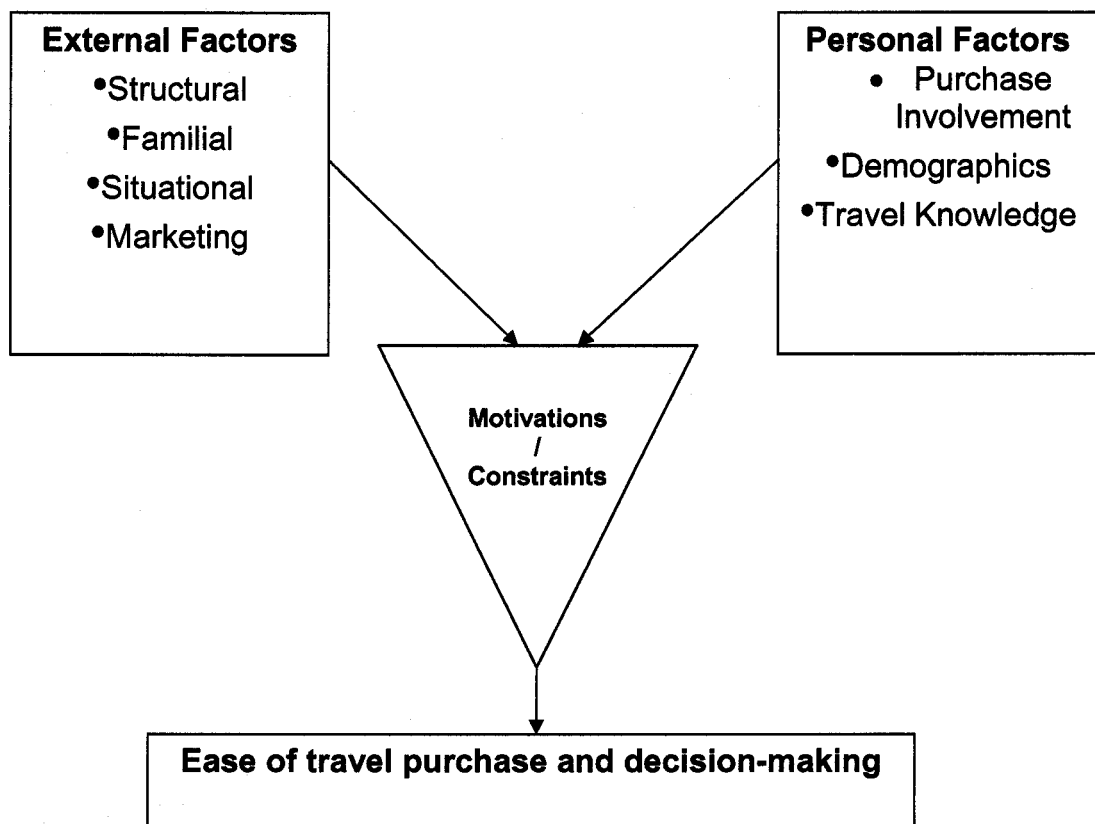 External Factors
•Structural
•Familial
•Situational
•Marketing
Personal Factors
• Purchase
Involvement
•Demographics
•Travel Knowledge
Motivations
/
Constraints
Ease of travel purchase and decision-making